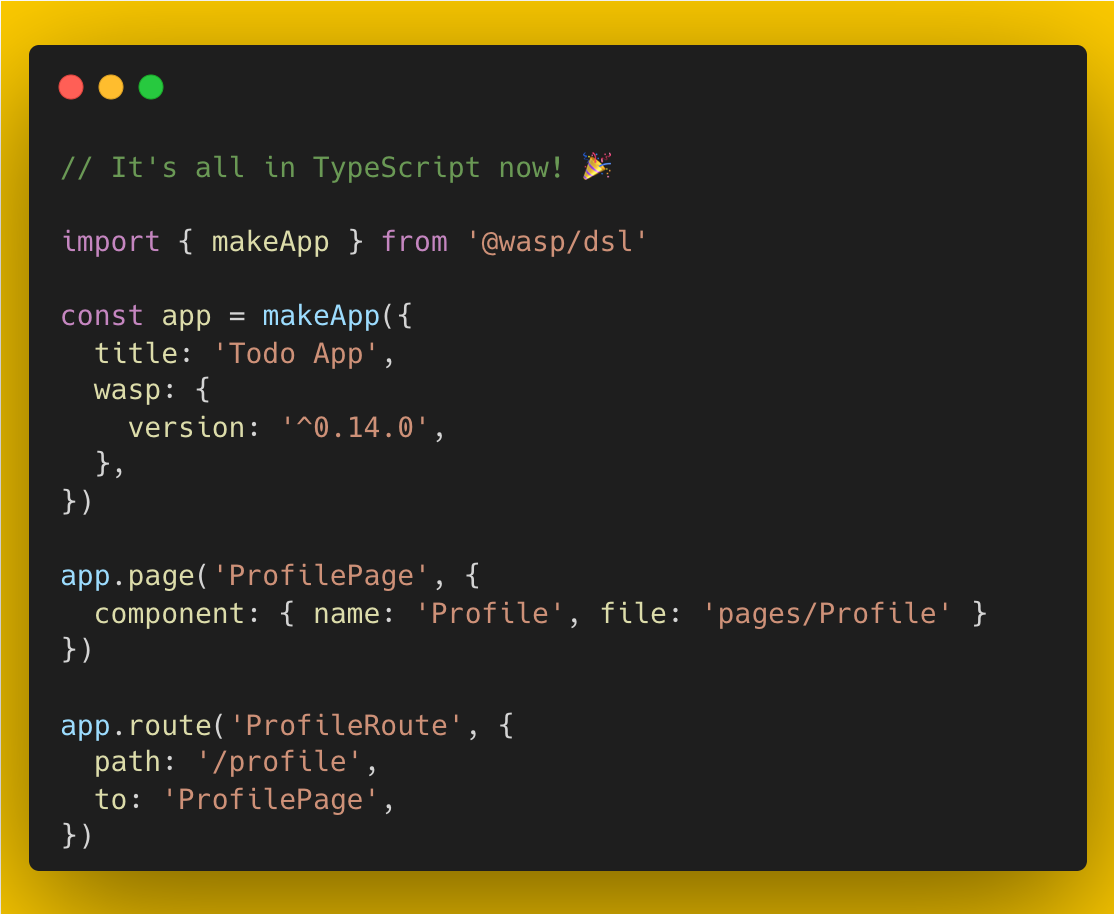 // It's all in TypeScript now! 🎉
import { makeApp } from '@wasp/dsl'
const app = makeApp({
  title: 'Todo App',
  wasp: {
    version: '^0.14.0',
  },
})
app.page('ProfilePage', {
  component: { name: 'Profile', file: 'pages/Profile' }
})
app.route('ProfileRoute', {
  path: '/profile',
  to: 'ProfilePage',
})